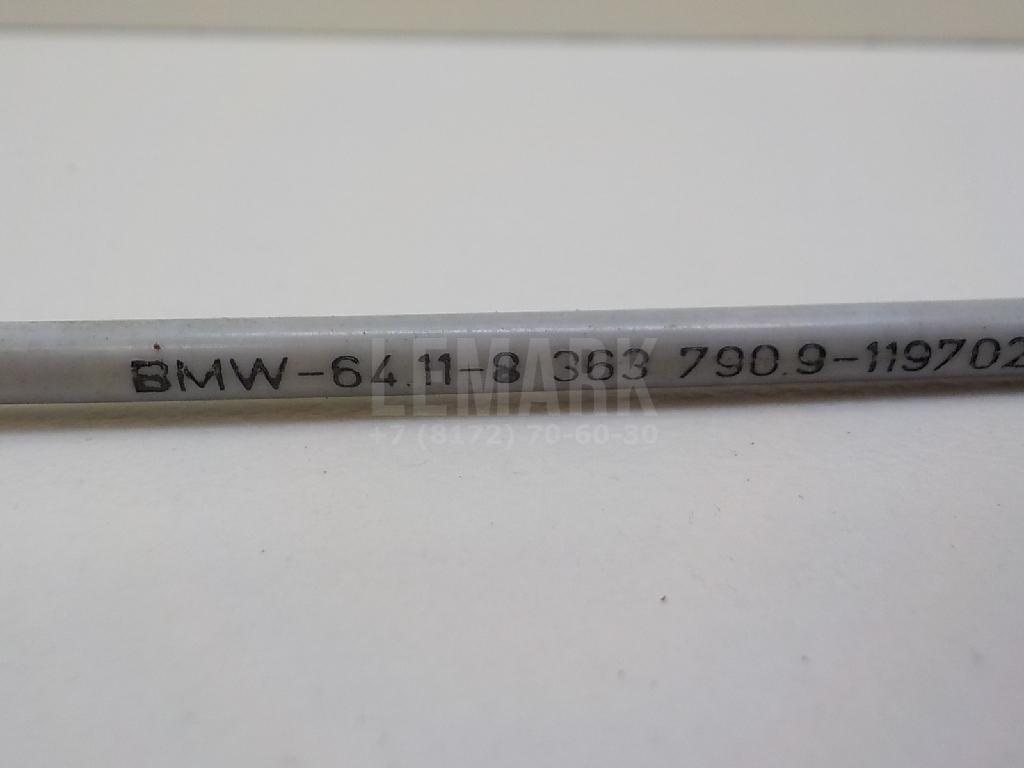 BMW-64.11-8 363 790.9-119702
LEMARK
+7 (8172) 70-60-30